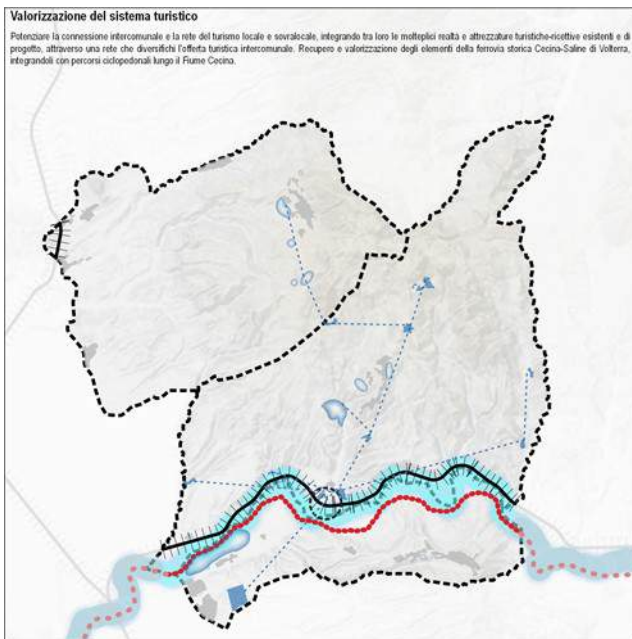 Valorizzazione del sistema turistico
Potenziare la connessione intercomunale e la rete del turismo locale e sovralocale, integrando tra loro le molteplici realtà e attrezzature turistiche-ricettive esistenti e di
progetto, attraverso una rete che diversifichi l'offerta turistica intercomunale. Recupero e valorizzazione degli elementi della ferrovia storica Cecina-Saline di Volterra,
integrandoli con percorsi ciclopedonali lungo il Fiume Cecina.